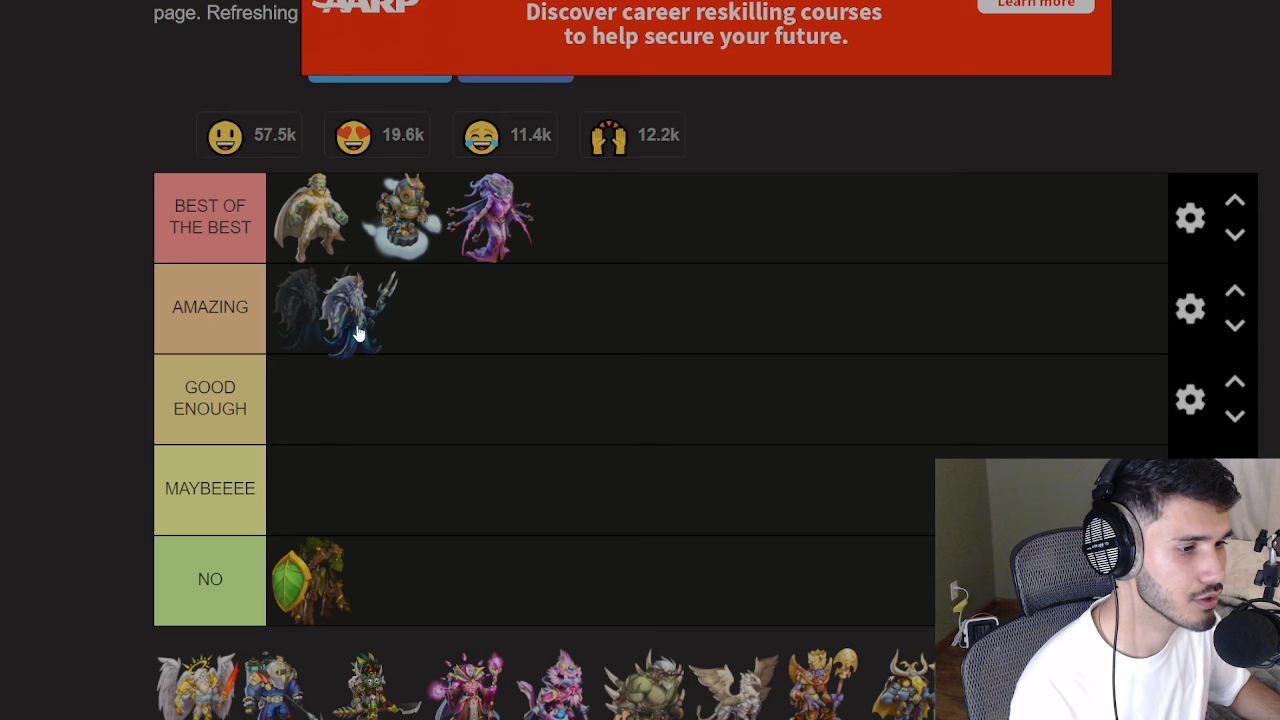 page. Refreshing
AARP
Discover career reskilling courses
to help secure your future.
Learn more
57.5k
19.6k
11.4k
12.2k
BEST OF
THE BEST
AMAZING
GOOD
ENOUGH
MAYBEEEE
NO